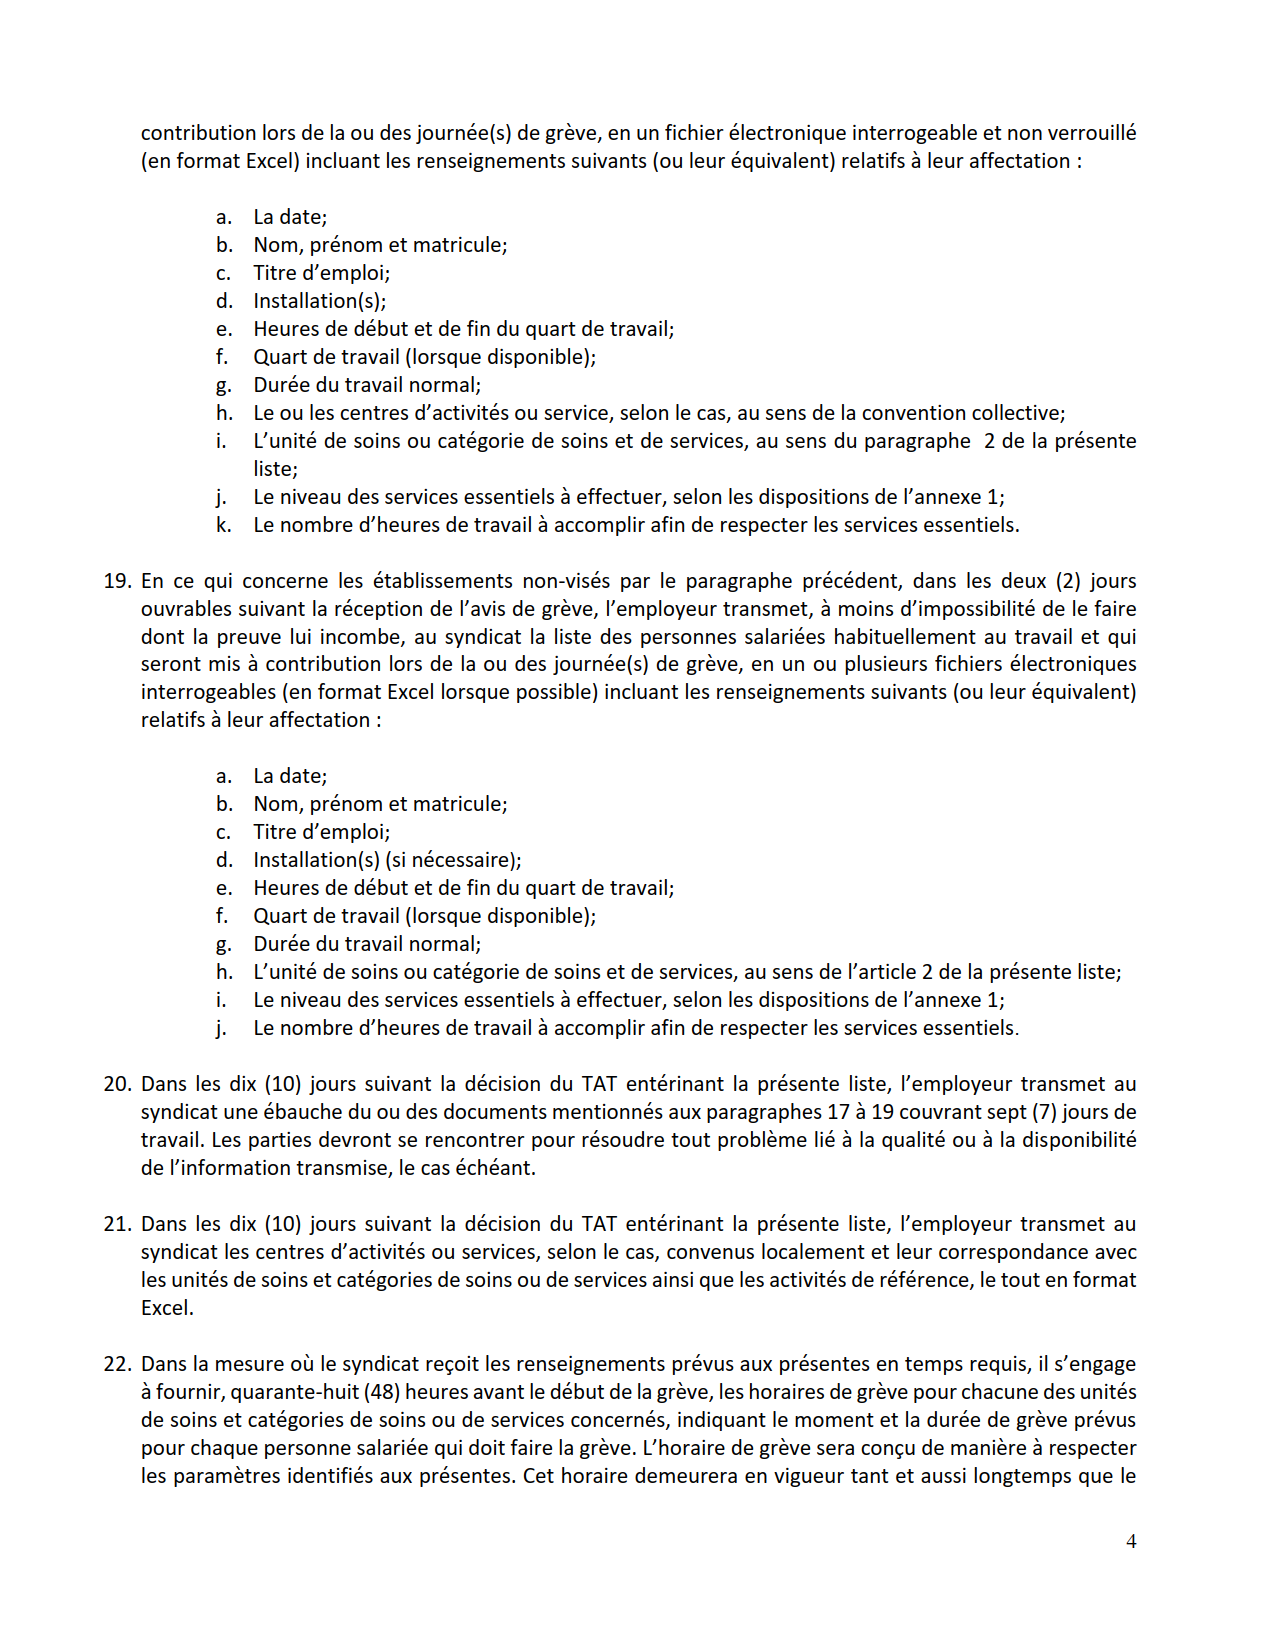 contribution lors de la ou des journée(s) de grève, en un fichier électronique interrogeable et non verrouillé
(en format Excel) incluant les renseignements suivants (ou leur équivalent) relatifs à leur affectation :
a. La date;
b. Nom, prénom et matricule;
c. Titre d’emploi;
d. Installation(s);
e. Heures de début et de fin du quart de travail;
f. Quart de travail (lorsque disponible);
g. Durée du travail normal;
h. Le ou les centres d’activités ou service, selon le cas, au sens de la convention collective;
i. L’unité de soins ou catégorie de soins et de services, au sens du paragraphe 2 de la présente
liste;
j. Le niveau des services essentiels à effectuer, selon les dispositions de l’annexe 1;
k. Le nombre d’heures de travail à accomplir afin de respecter les services essentiels.
19. En ce qui concerne les établissements non-visés par le paragraphe précédent, dans les deux (2) jours
ouvrables suivant la réception de l’avis de grève, l’employeur transmet, à moins d’impossibilité de le faire
dont la preuve lui incombe, au syndicat la liste des personnes salariées habituellement au travail et qui
seront mis à contribution lors de la ou des journée(s) de grève, en un ou plusieurs fichiers électroniques
interrogeables (en format Excel lorsque possible) incluant les renseignements suivants (ou leur équivalent)
relatifs à leur affectation :
a. La date;
b. Nom, prénom et matricule;
c. Titre d’emploi;
d. Installation(s) (si nécessaire);
e. Heures de début et de fin du quart de travail;
f. Quart de travail (lorsque disponible);
g. Durée du travail normal;
h. L’unité de soins ou catégorie de soins et de services, au sens de l’article 2 de la présente liste;
i. Le niveau des services essentiels à effectuer, selon les dispositions de l’annexe 1;
j. Le nombre d’heures de travail à accomplir afin de respecter les services essentiels.
20. Dans les dix (10) jours suivant la décision du TAT entérinant la présente liste, l’employeur transmet au
syndicat une ébauche du ou des documents mentionnés aux paragraphes 17 à 19 couvrant sept (7) jours de
travail. Les parties devront se rencontrer pour résoudre tout problème lié à la qualité ou à la disponibilité
de l’information transmise, le cas échéant.
21. Dans les dix (10) jours suivant la décision du TAT entérinant la présente liste, l’employeur transmet au
syndicat les centres d’activités ou services, selon le cas, convenus localement et leur correspondance avec
les unités de soins et catégories de soins ou de services ainsi que les activités de référence, le tout en format
Excel.
22. Dans la mesure où le syndicat reçoit les renseignements prévus aux présentes en temps requis, il s’engage
à fournir, quarante-huit (48) heures avant le début de la grève, les horaires de grève pour chacune des unités
de soins et catégories de soins ou de services concernés, indiquant le moment et la durée de grève prévus
pour chaque personne salariée qui doit faire la grève. L’horaire de grève sera conçu de manière à respecter
les paramètres identifiés aux présentes. Cet horaire demeurera en vigueur tant et aussi longtemps que le
4